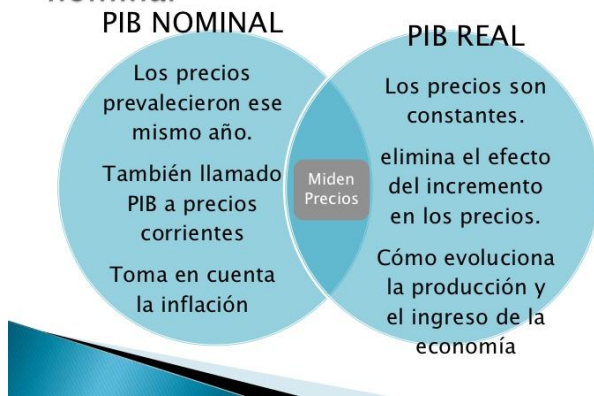 nominal
PIB NOMINAL
Los precios
prevalecieron ese
mismo año.
También llamado
PIB a precios
corrientes
Toma en cuenta
la inflación
Miden
Precios
PIB REAL
Los precios son
constantes.
elimina el efecto
del incremento
en los precios.
Cómo evoluciona
la producción y
el ingreso de la
economía